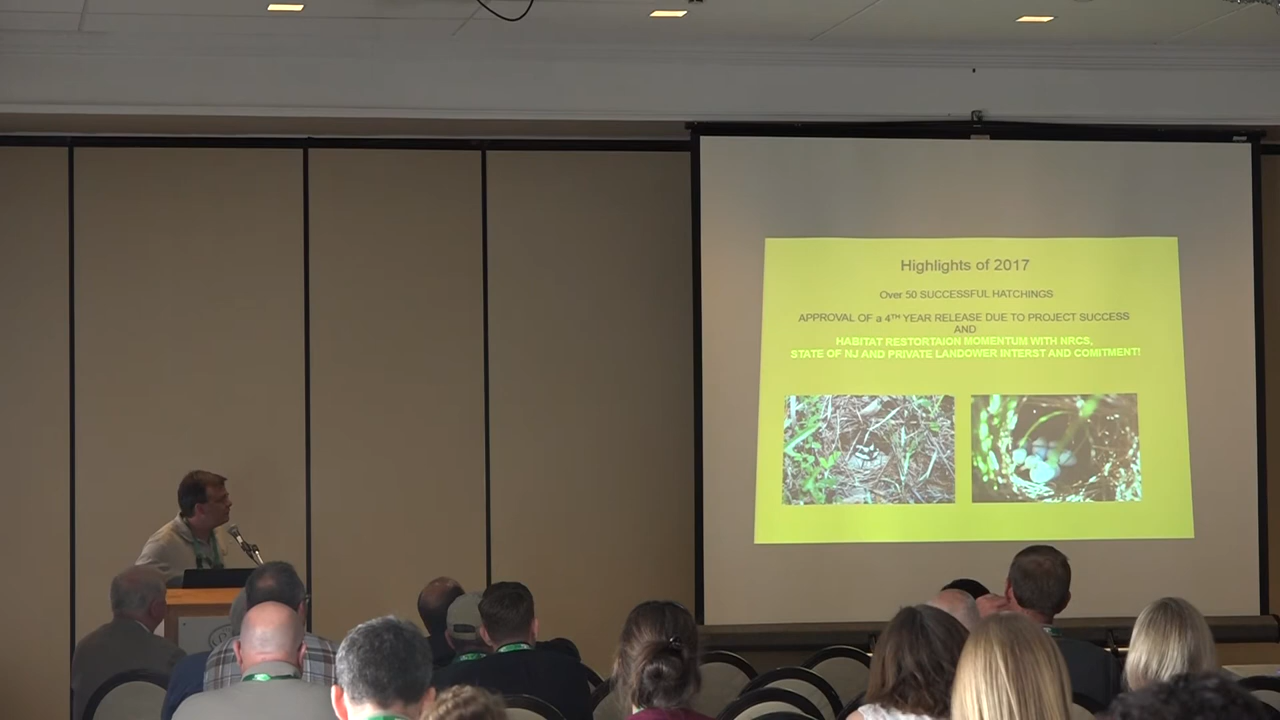 Highlights of 2017
Over 50 SUCCESSFUL HATCHINGS
APPROVAL OF a 4TH YEAR RELEASE DUE TO PROJECT SUCCESS
AND
HABITAT RESTORTAION MOMENTUM WITH NRCS,
STATE OF NJ AND PRIVATE LANDOWER INTERST AND COMITMENT!